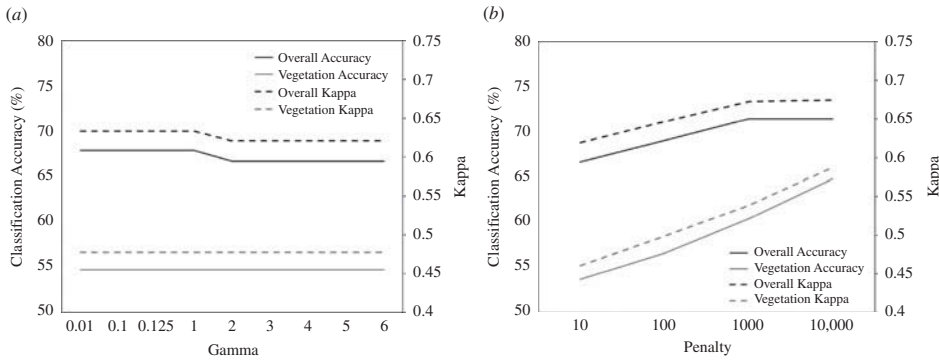 (a)
80
75
70
65
60
55
50
Classification Accuracy (%)
0.75
0.7
0.65
0.6
0.55
0.5
0.45
0.4
Kappa
Overall Accuracy
Vegetation Accuracy
Overall Kappa
Vegetation Kappa
0.01 0.1 0.125 1 2 3 4 5 6
Gamma
(b)
80
75
70
65
60
55
50
Classification Accuracy (%)
0.75
0.7
0.65
0.6
0.55
0.5
0.45
0.4
Kappa
Overall Accuracy
Vegetation Accuracy
Overall Kappa
Vegetation Kappa
10 100 1000 10,000
Penalty